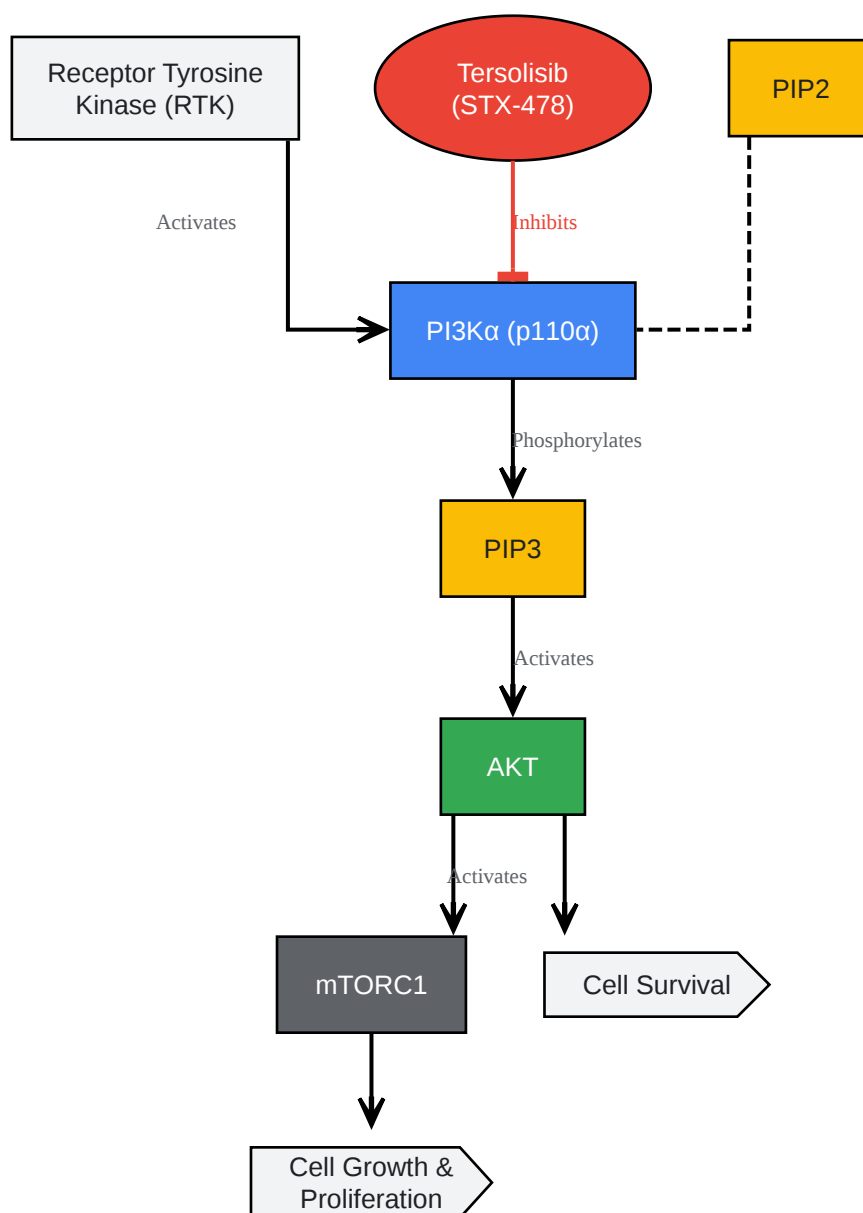 Receptor Tyrosine
Kinase (RTK)
Tersolisib
(STX-478)
PIP2
Activates
Inhibits
PI3Kα (p110α)
Phosphorylates
PIP3
Activates
AKT
Activates
mTORC1
Cell Survival
Cell Growth &
Proliferation